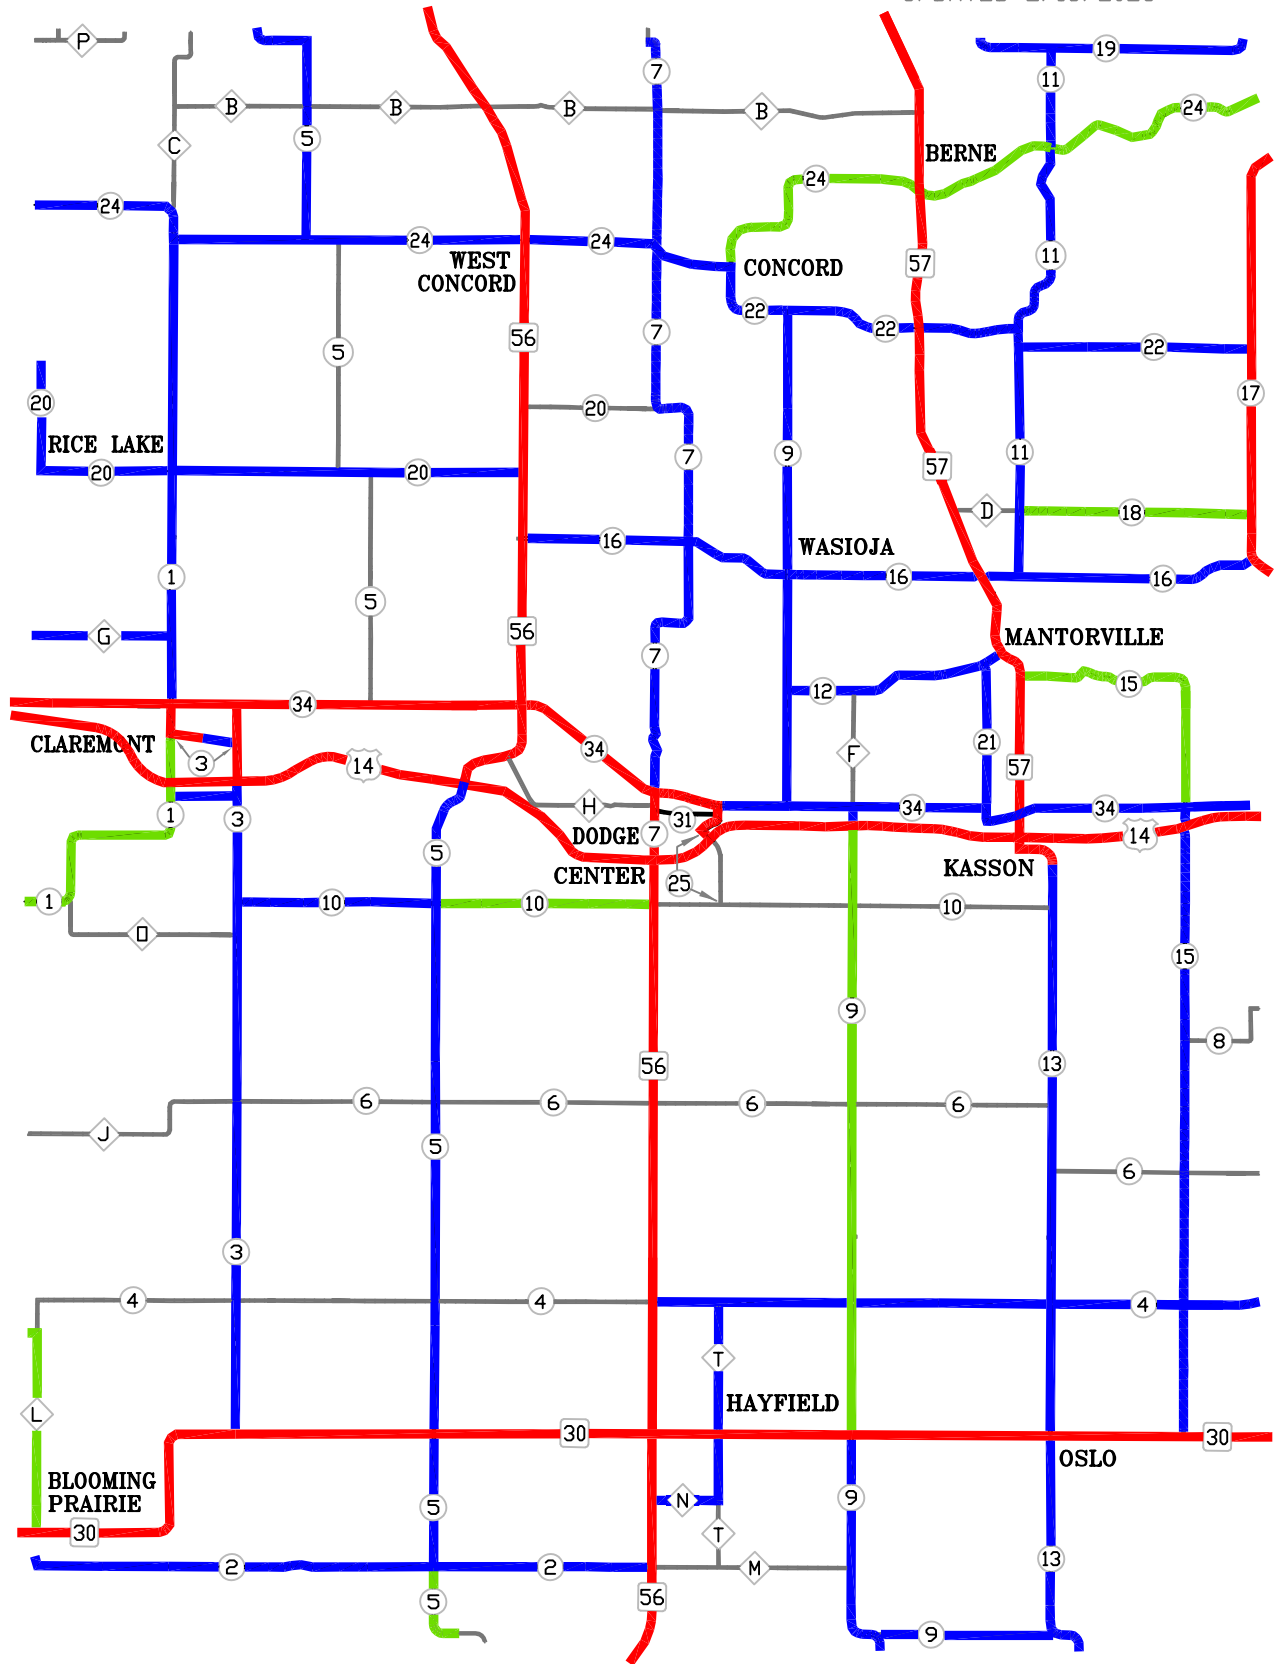 P
19
7
11
B
B
B
B
24
5
C
BERNE
24
24
24
24
WEST
CONCORD
CONCORD
57
11
22
22
7
56
5
22
20
20
17
RICE LAKE
20
20
7
9
11
57
D
18
16
WASIOJA
16
16
1
5
G
56
7
MANTORVILLE
12
15
34
CLAREMONT
3
14
34
F
21
57
H
34
34
1
3
31
DODGE
7
14
5
CENTER
25
KASSON
1
10
10
10
O
15
9
8
56
13
6
6
6
6
J
5
6
3
4
4
4
T
HAYFIELD
L
30
30
OSLO
BLOOMING
PRAIRIE
N
9
5
30
T
2
2
M
13
5
56
9